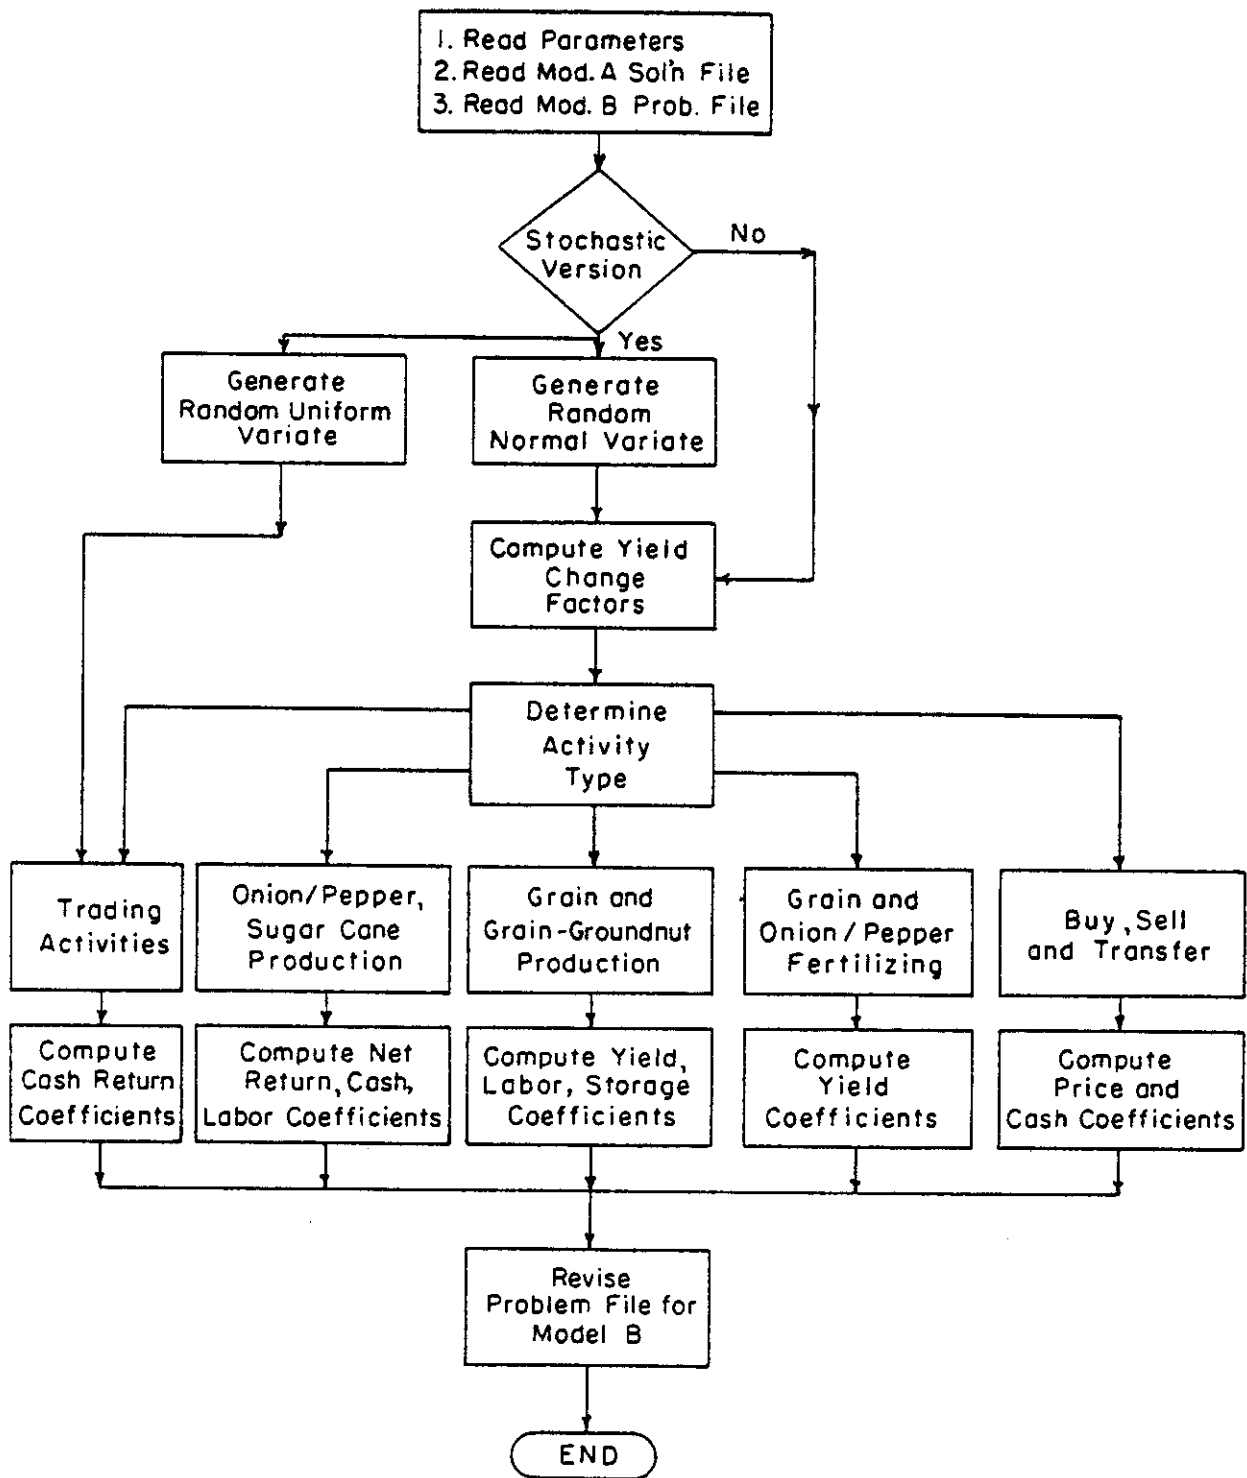 1. Read Parameters
2. Read Mod. A Sol'n File
3. Read Mod. B Prob. File
Stochastic
Version
No
Yes
Generate
Random Uniform
Variate
Generate
Random
Normal Variate
Compute Yield
Change
Factors
Determine
Activity
Type
Trading
Activities
Onion/Pepper,
Sugar Cane
Production
Grain and
Grain-Groundnut
Production
Grain and
Onion/Pepper
Fertilizing
Buy, Sell
and Transfer
Compute
Cash Return
Coefficients
Compute Net
Return, Cash,
Labor Coefficients
Compute Yield,
Labor, Storage
Coefficients
Compute
Yield
Coefficients
Compute
Price and
Cash Coefficients
Revise
Problem File for
Model B
END